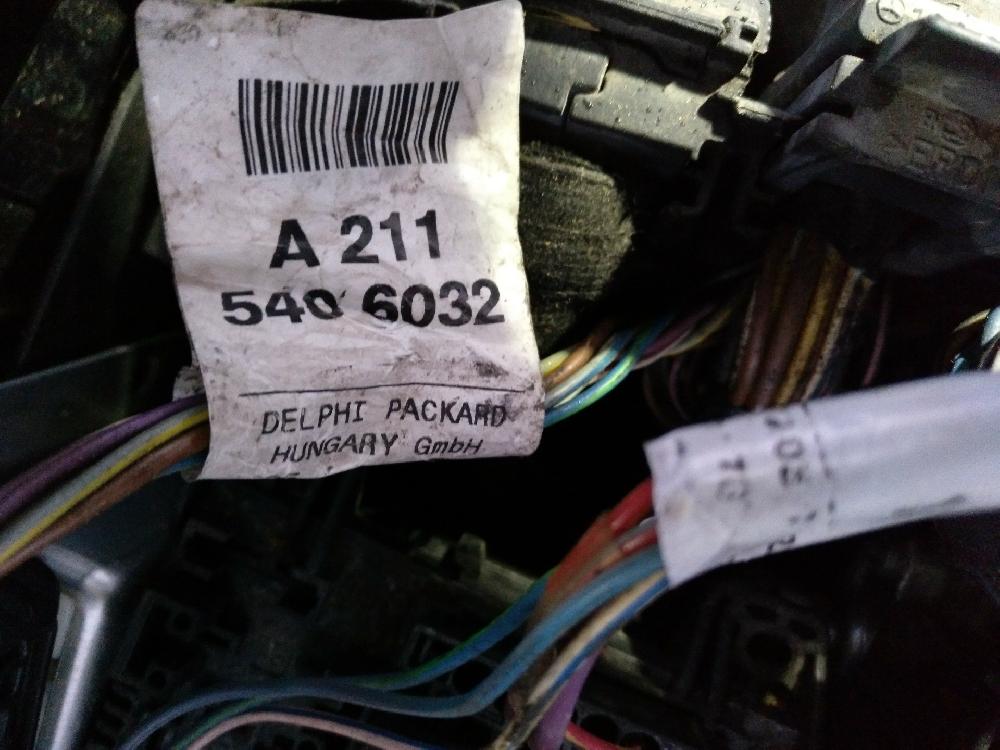 A 211
540 6032
DELPHI PACKARD
HUNGARY GmbH